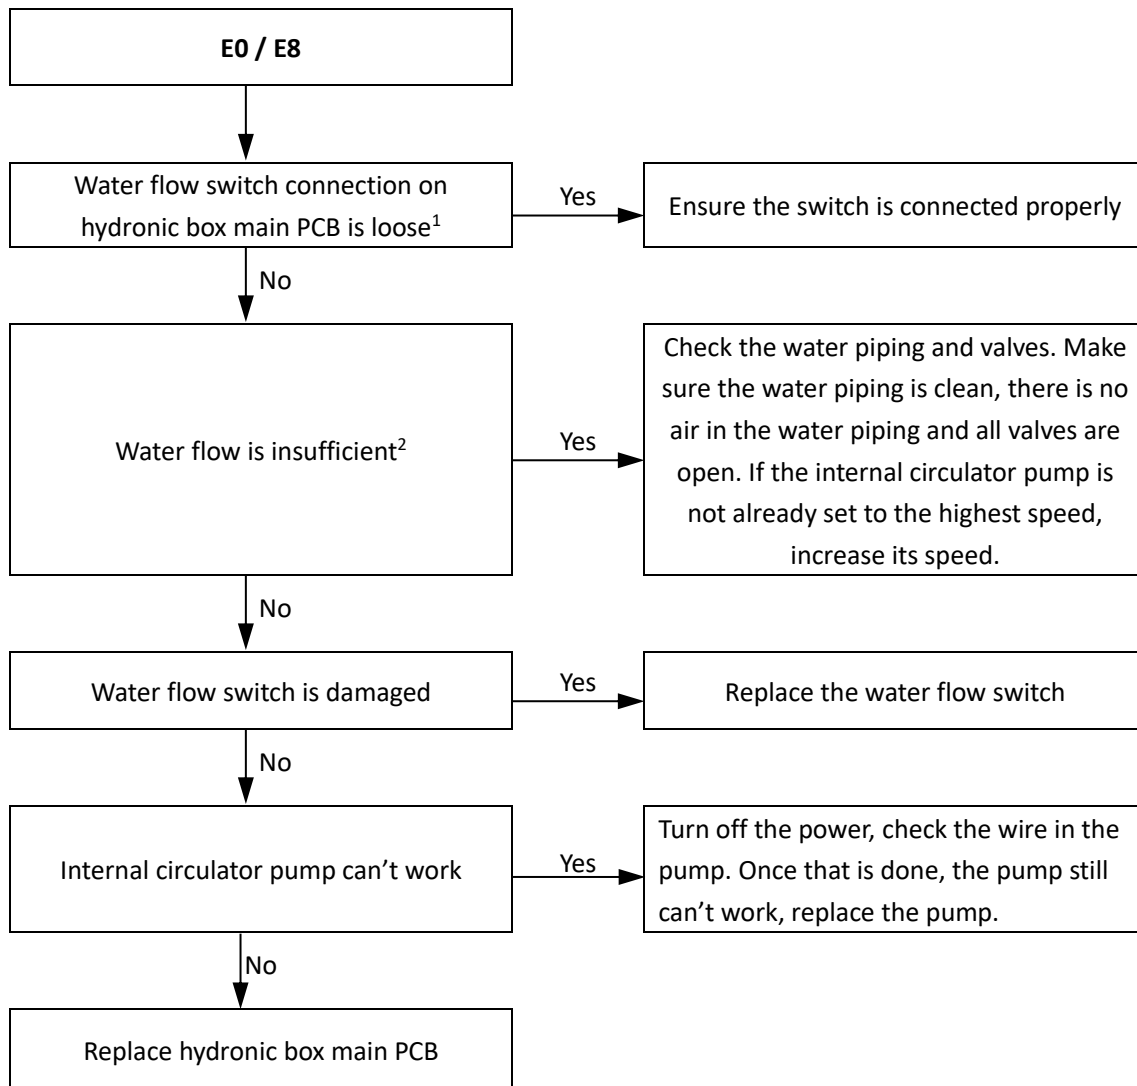 E0 / E8
Water flow switch connection on
hydronic box main PCB is loose¹
Yes
Ensure the switch is connected properly
No
Water flow is insufficient²
Yes
Check the water piping and valves. Make
sure the water piping is clean, there is no
air in the water piping and all valves are
open. If the internal circulator pump is
not already set to the highest speed,
increase its speed.
No
Water flow switch is damaged
Yes
Replace the water flow switch
No
Internal circulator pump can’t work
Yes
Turn off the power, check the wire in the
pump. Once that is done, the pump still
can’t work, replace the pump.
No
Replace hydronic box main PCB